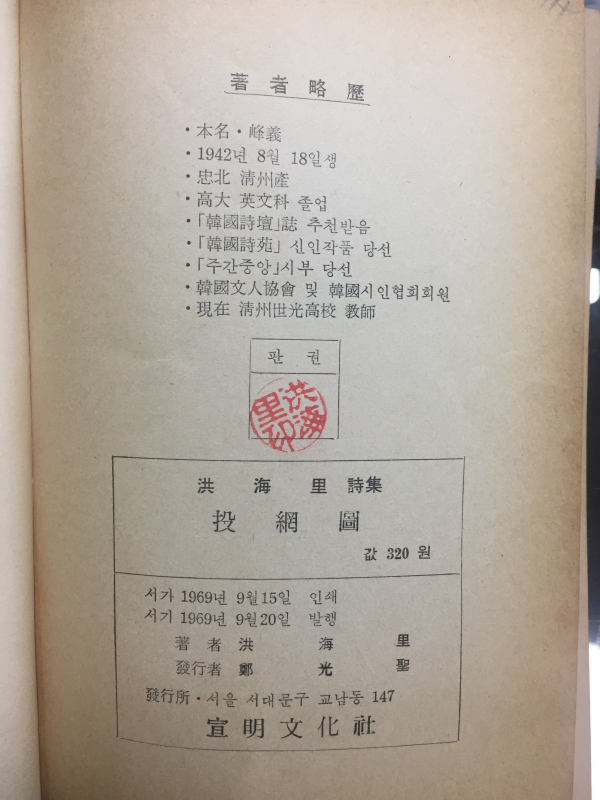 著者略歷
・本名・峰義
・1942년 8월 18일생
・忠北 淸州產
・高大 英文科 졸업
・「韓國詩壇」誌 추천받음
・「韓國詩苑」 신인작품 당선
・「주간중앙」시부 당선
・韓國文人協會 및 韓國시인협회회원
・現在 淸州世光高校 敎師
판 권
洪海里印
洪 海 里 詩集
投 網 圖
값 320 원
서기 1969년 9월15일 인쇄
서기 1969년 9월20일 발행
著 者 洪 海 里
發行者 鄭 光 聖
發行所・서울 서대문구 교남동 147
宣明文化社